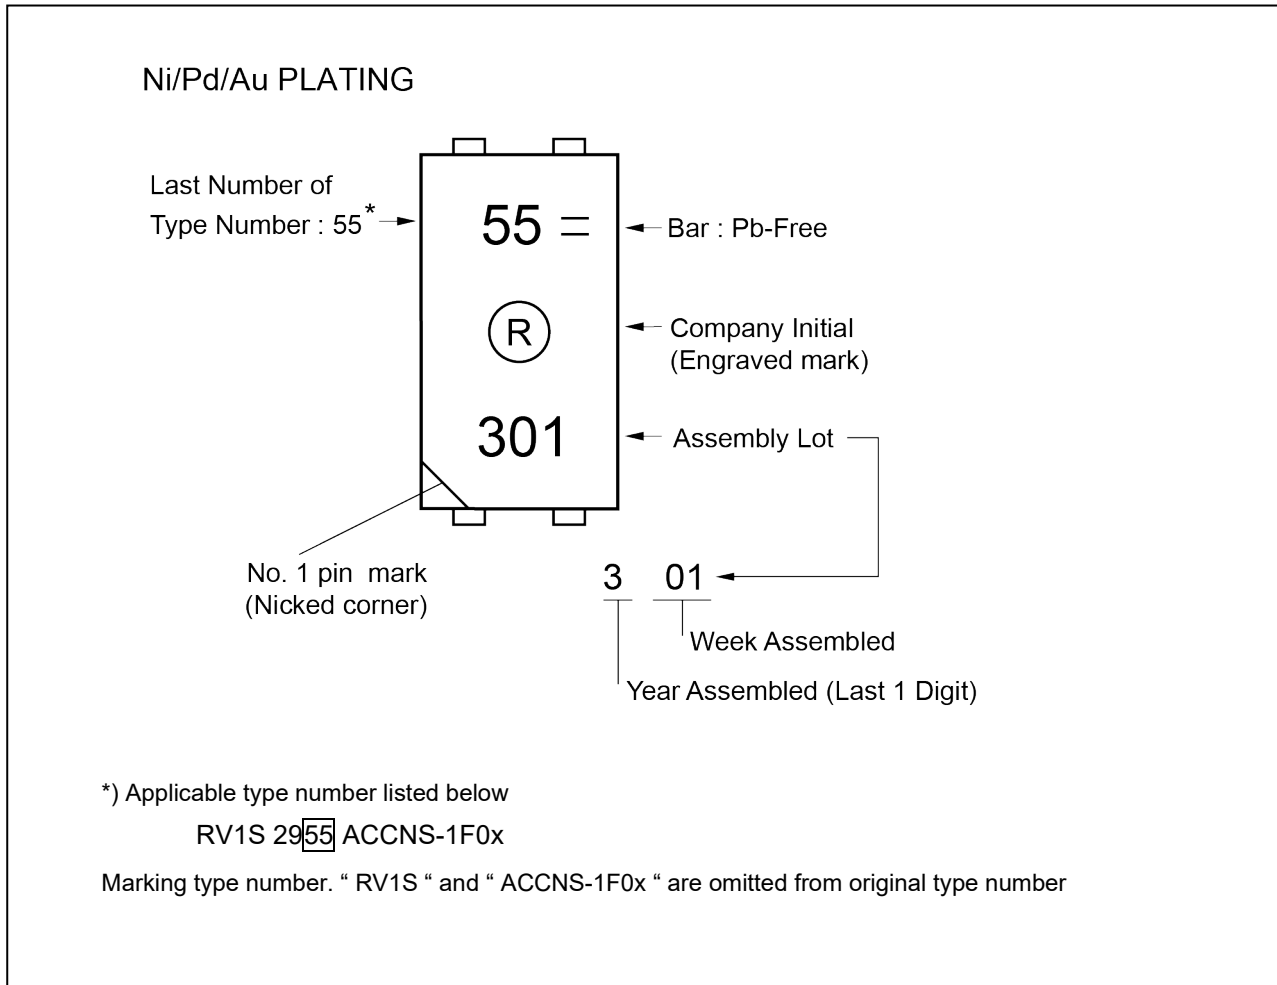 Ni/Pd/Au PLATING
Last Number of
Type Number : 55*
55 =
Bar : Pb-Free
R
Company Initial
(Engraved mark)
301
Assembly Lot
No. 1 pin mark
(Nicked corner)
3 01
Week Assembled
Year Assembled (Last 1 Digit)
*) Applicable type number listed below
RV1S 2955 ACCNS-1F0x
Marking type number. “ RV1S “ and “ ACCNS-1F0x “ are omitted from original type number